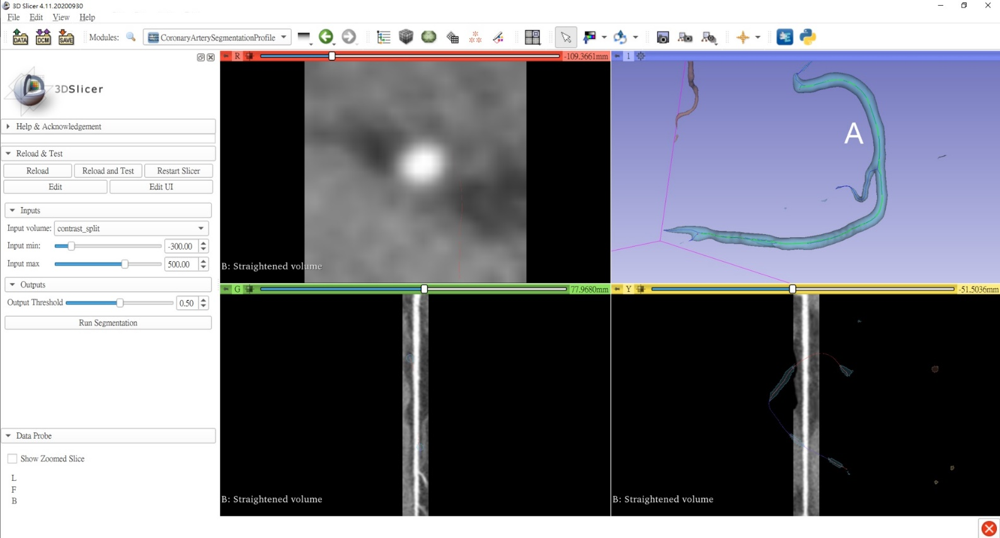 3D Slicer 4.11.20200930
File Edit View Help
DATA DCM SAVE Modules: CoronaryArterySegmentationProfile
R -109.3661mm
1
3DSlicer
Help & Acknowledgement
Reload & Test
Reload Reload and Test Restart Slicer
Edit Edit UI
Inputs
Input volume: contrast_split
Input min: -300.00
Input max 500.00
Outputs
Output Threshold 0.50
Run Segmentation
Data Probe
Show Zoomed Slice
L
F
B
B: Straightened volume
A
G 77.9680mm
Y -51.5036mm
B: Straightened volume
B: Straightened volume